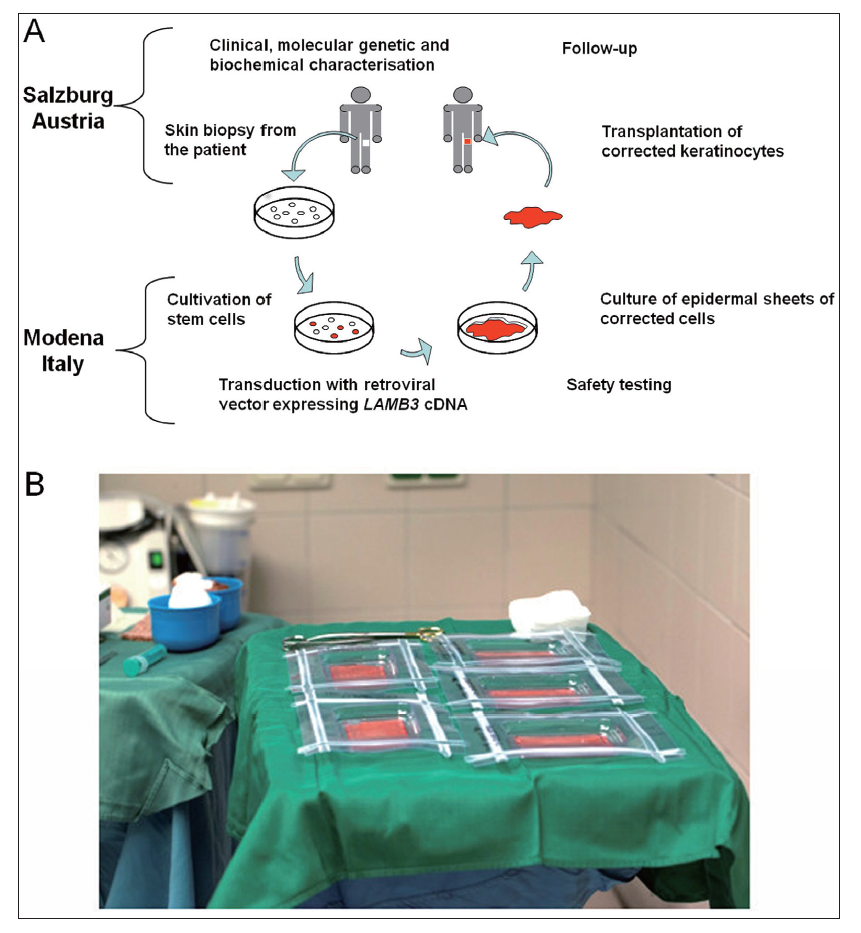 A
Clinical, molecular genetic and
biochemical characterisation
Follow-up
Salzburg
Austria
Skin biopsy from
the patient
Transplantation of
corrected keratinocytes
Cultivation of
stem cells
Culture of epidermal sheets of
corrected cells
Modena
Italy
Transduction with retroviral
vector expressing LAMB3 cDNA
Safety testing
B